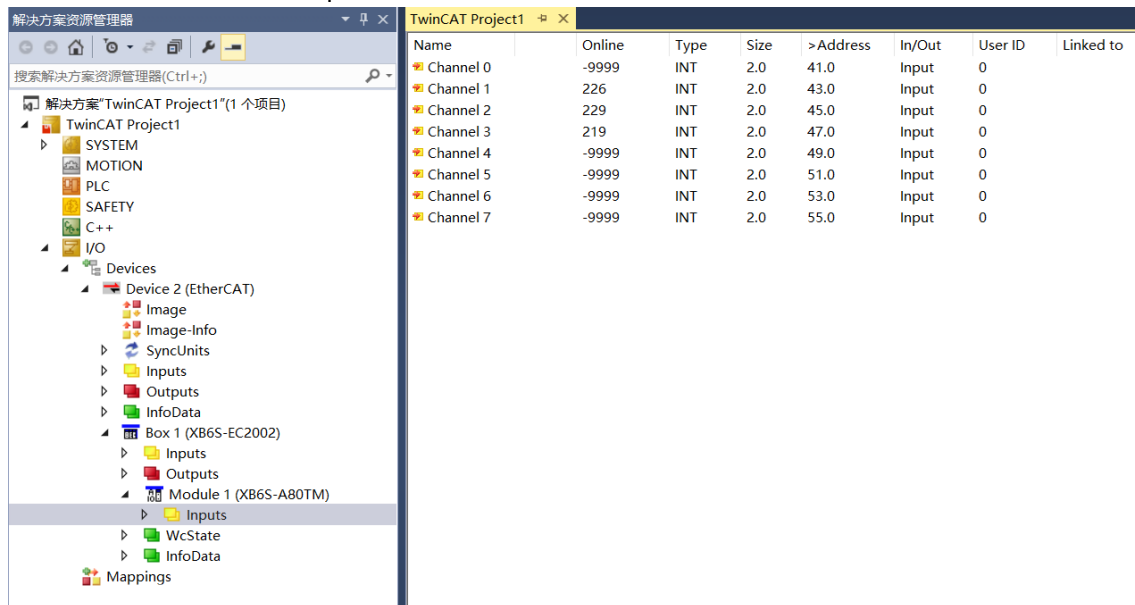 解决方案资源管理器
搜索解决方案资源管理器(Ctrl+;)
解决方案"TwinCAT Project1"(1 个项目)
TwinCAT Project1
SYSTEM
MOTION
PLC
SAFETY
C++
I/O
Devices
Device 2 (EtherCAT)
Image
Image-Info
SyncUnits
Inputs
Outputs
InfoData
Box 1 (XB6S-EC2002)
Inputs
Outputs
Module 1 (XB6S-A80TM)
Inputs
WcState
InfoData
Mappings
TwinCAT Project1
Name Online Type Size >Address In/Out User ID Linked to
Channel 0 -9999 INT 2.0 41.0 Input 0
Channel 1 226 INT 2.0 43.0 Input 0
Channel 2 229 INT 2.0 45.0 Input 0
Channel 3 219 INT 2.0 47.0 Input 0
Channel 4 -9999 INT 2.0 49.0 Input 0
Channel 5 -9999 INT 2.0 51.0 Input 0
Channel 6 -9999 INT 2.0 53.0 Input 0
Channel 7 -9999 INT 2.0 55.0 Input 0